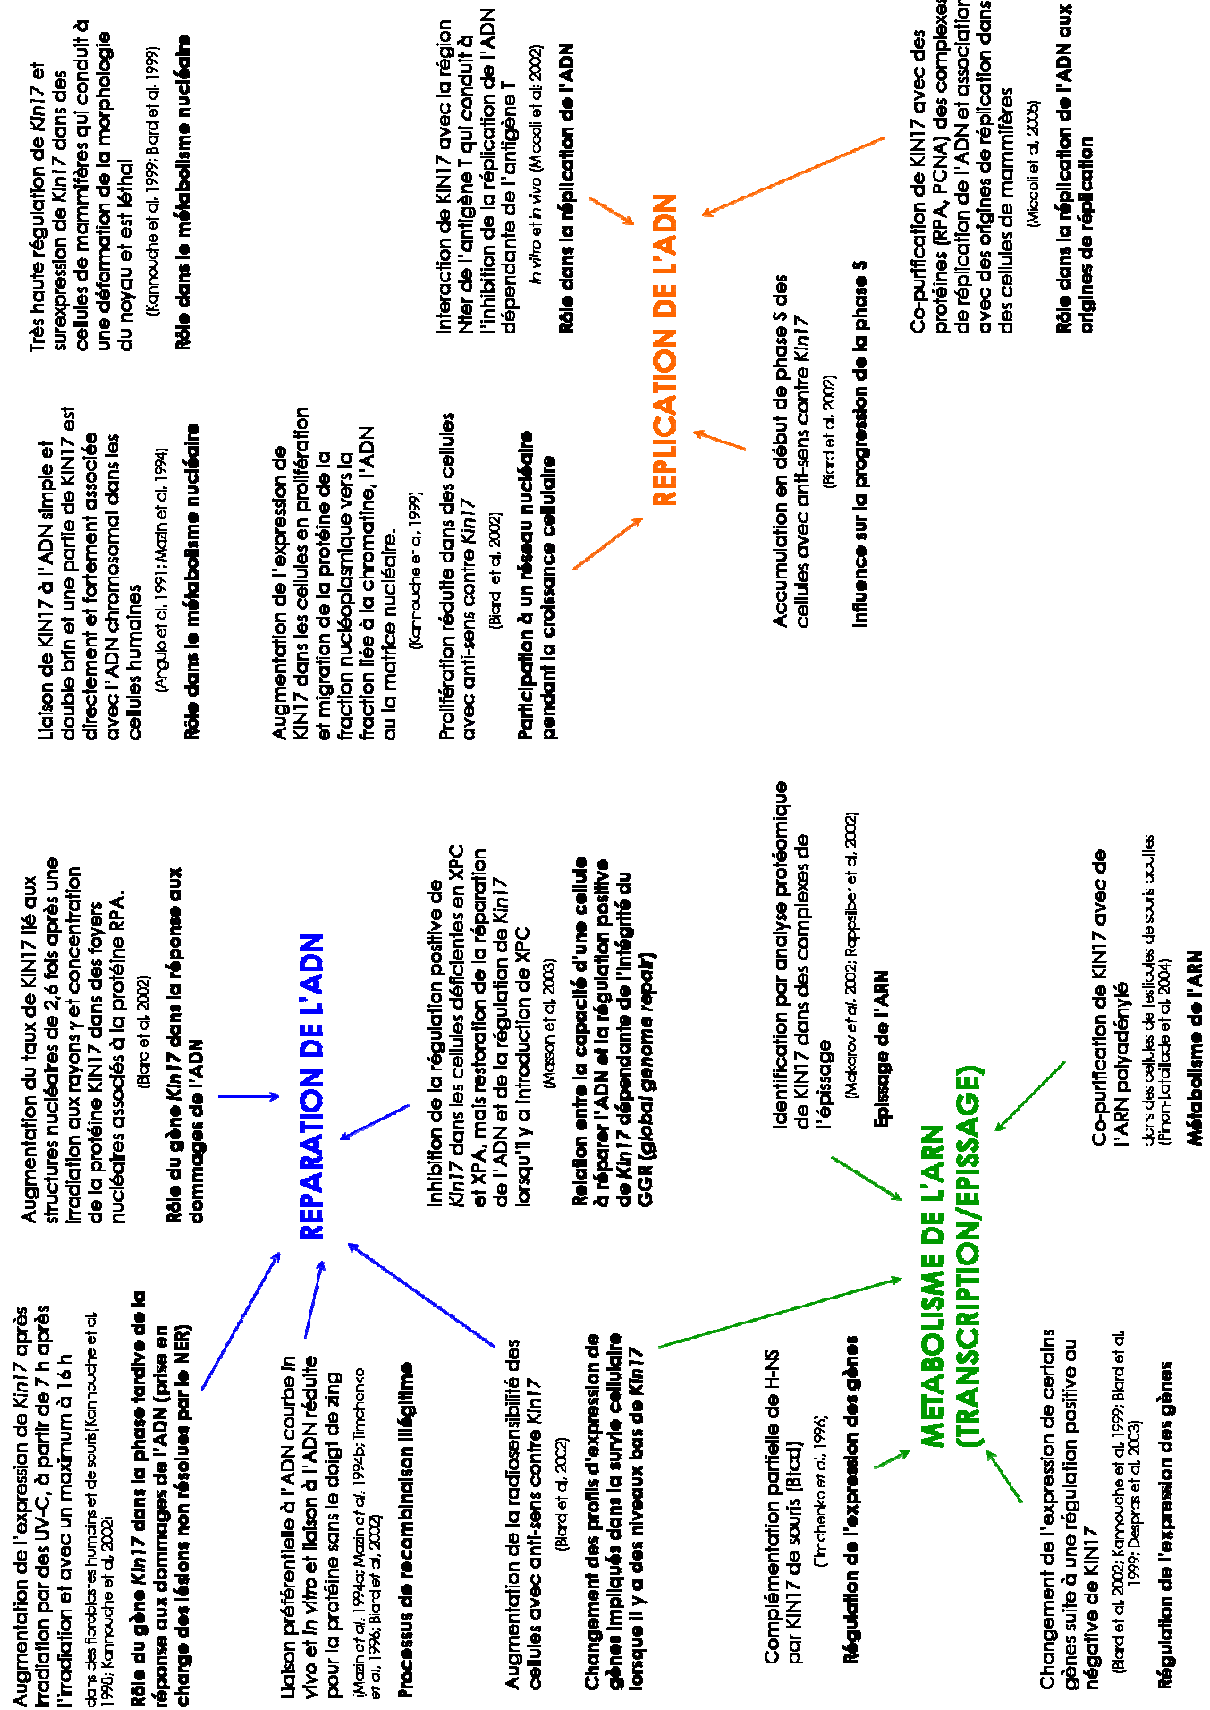 Augmentation de l'expression de Kin17 après
irradiation par des UV-C, à partir de 7 h après
l'irradiation et avec un maximum à 16 h
dans des fibroblastes humains et de souris (Kannouche et al,
Kannouche et al, 2002)
Rôle du gène Kin17 dans la phase tardive de la
réponse aux dommages de l'ADN (prise en
charge des lésions non résolues par le NER)
Augmentation du taux de KIN17 lié aux
structures nucléaires de 2,6 fois après une
irradiation aux rayons γ et concentration
de la protéine KIN17 dans des foyers
nucléaires associés à la protéine RPA.
(Biard et al, 2002)
Rôle du gène Kin17 dans la réponse aux
dommages de l'ADN
Liaison de KIN17 à l'ADN simple et
double brin et une partie de KIN17 est
directement et fortement associée
avec l'ADN chromosomal dans les
cellules humaines
(Angulo et al, 1991; Mazin et al, 1994)
Rôle dans le métabolisme nucléaire
Très haute régulation de Kin17 et
surexpression de Kin17 dans des
cellules de mammifères qui conduit à
une déformation de la morphologie
du noyau et est léthal
(Kannouche et al, 1999; Biard et al, 1999)
Rôle dans le métabolisme nucléaire
Liaison préférentielle à l'ADN courbe in
vivo et in vitro et liaison à l'ADN réduite
pour la protéine sans le doigt de zing
(Mazin et al. 1994a; Mazin et al. 1994b; Timchenko
et al, 1996; Biard et al, 2002)
Processus de recombinaison illégitime
REPARATION DE L'ADN
Augmentation de l'expression de
KIN17 dans les cellules en prolifération
et migration de la protéine de la
fraction nucléoplasmique vers la
fraction liée à la chromatine, l'ADN
ou la matrice nucléaire.
(Kannouche et al, 1999)
Prolifération réduite dans des cellules
avec anti-sens contre Kin17
(Biard et al, 2002)
Participation à un réseau nucléaire
pendant la croissance cellulaire
Interaction de KIN17 avec la région
Nter de l'antigène T qui conduit à
l'inhibition de la réplication de l'ADN
dépendante de l'antigène T
In vitro et in vivo (Miccoli et al; 2002)
Rôle dans la réplication de l'ADN
Augmentation de la radiosensibilité des
cellules avec anti-sens contre Kin17
(Biard et al, 2002)
Changement des profils d'expression de
gènes impliqués dans la survie cellulaire
lorsque il y a des niveaux bas de Kin17
Inhibition de la régulation positive de
Kin17 dans les cellules déficientes en XPC
et XPA, mais restoration de la réparation
de l'ADN et de la régulation de Kin17
lorsqu'il y a introduction de XPC
(Masson et al, 2003)
Relation entre la capacité d'une cellule
à réparer l'ADN et la régulation positive
de Kin17 dépendante de l'intégrité du
GGR (global genome repair)
REPLICATION DE L'ADN
Complémentation partielle de H-NS
par KIN17 de souris
(Timchenko et al, 1996)
Régulation de l'expression des gènes
Identification par analyse protéomique
de KIN17 dans des complexes de
l'épissage
(Makarov et al. 2002; Rappsilber et al, 2002)
Epissage de l'ARN
Accumulation en début de phase S des
cellules avec anti-sens contre Kin17
(Biard et al, 2002)
Influence sur la progression de la phase S
Co-purification de KIN17 avec des
protéines (RPA, PCNA) des complexes
de réplication de l'ADN et association
avec des origines de réplication dans
des cellules de mammifères
(Miccoli et al, 2005)
Rôle dans la réplication de l'ADN aux
origines de réplication
METABOLISME DE L'ARN
(TRANSCRIPTION/EPISSAGE)
Changement de l'expression de certains
gènes suite à une régulation positive au
négative de KIN17
(Biard et al, 2002; Kannouche et al, 1999; Biard et al,
1999; Despras et al, 2003)
Régulation de l'expression des gènes
Co-purification de KIN17 avec de
l'ARN polyadénylé
dans des cellules de testicules de souris adultes
(Pinon-Lataillade et al, 2004)
Métabolisme de l'ARN